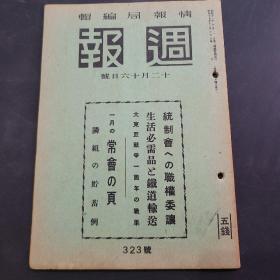 輯編局報情
報週
號日六十月二十
統制會への職權委讓
生活必需品と鐵道輸送
大東亞戰爭一周年の戰果
一月の常會の頁
隣組の貯蓄例
五錢
323號